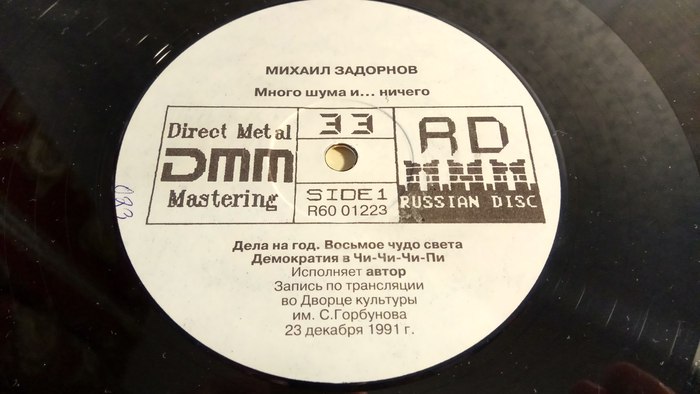 МИХАИЛ ЗАДОРНОВ
Много шума и... ничего
Direct Metal
DMM
Mastering
33
SIDE 1
R60 01223
RD
RUSSIAN DISC
Дела на год. Восьмое чудо света
Демократия в Чи-Чи-Чи-Пи
Исполняет автор
Запись по трансляции
во Дворце культуры
им. С.Горбунова
23 декабря 1991 г.